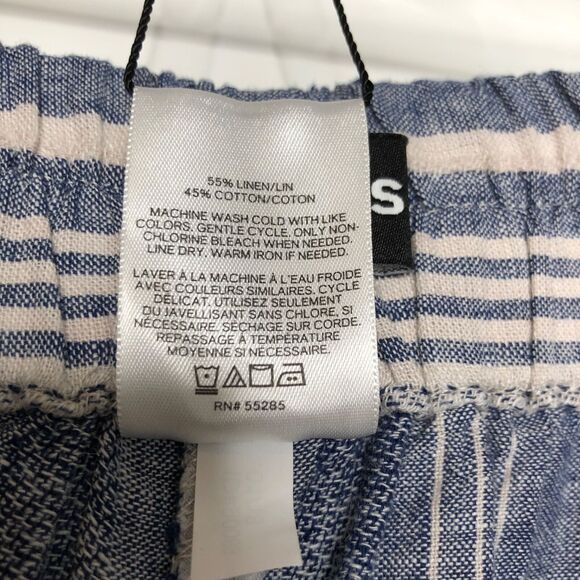 55% LINEN/LIN
45% COTTON/COTON
MACHINE WASH COLD WITH LIKE
COLORS. GENTLE CYCLE. ONLY NON-
CHLORINE BLEACH WHEN NEEDED.
LINE DRY. WARM IRON IF NEEDED.
LAVER À LA MACHINE À L'EAU FROIDE
AVEC COULEURS SIMILAIRES. CYCLE
DÉLICAT. UTILISEZ SEULEMENT
DU JAVELLISANT SANS CHLORE, SI
NÉCESSAIRE. SÉCHAGE SUR CORDE.
REPASSAGE À TEMPÉRATURE
MOYENNE SI NÉCESSAIRE.
RN# 55285
S